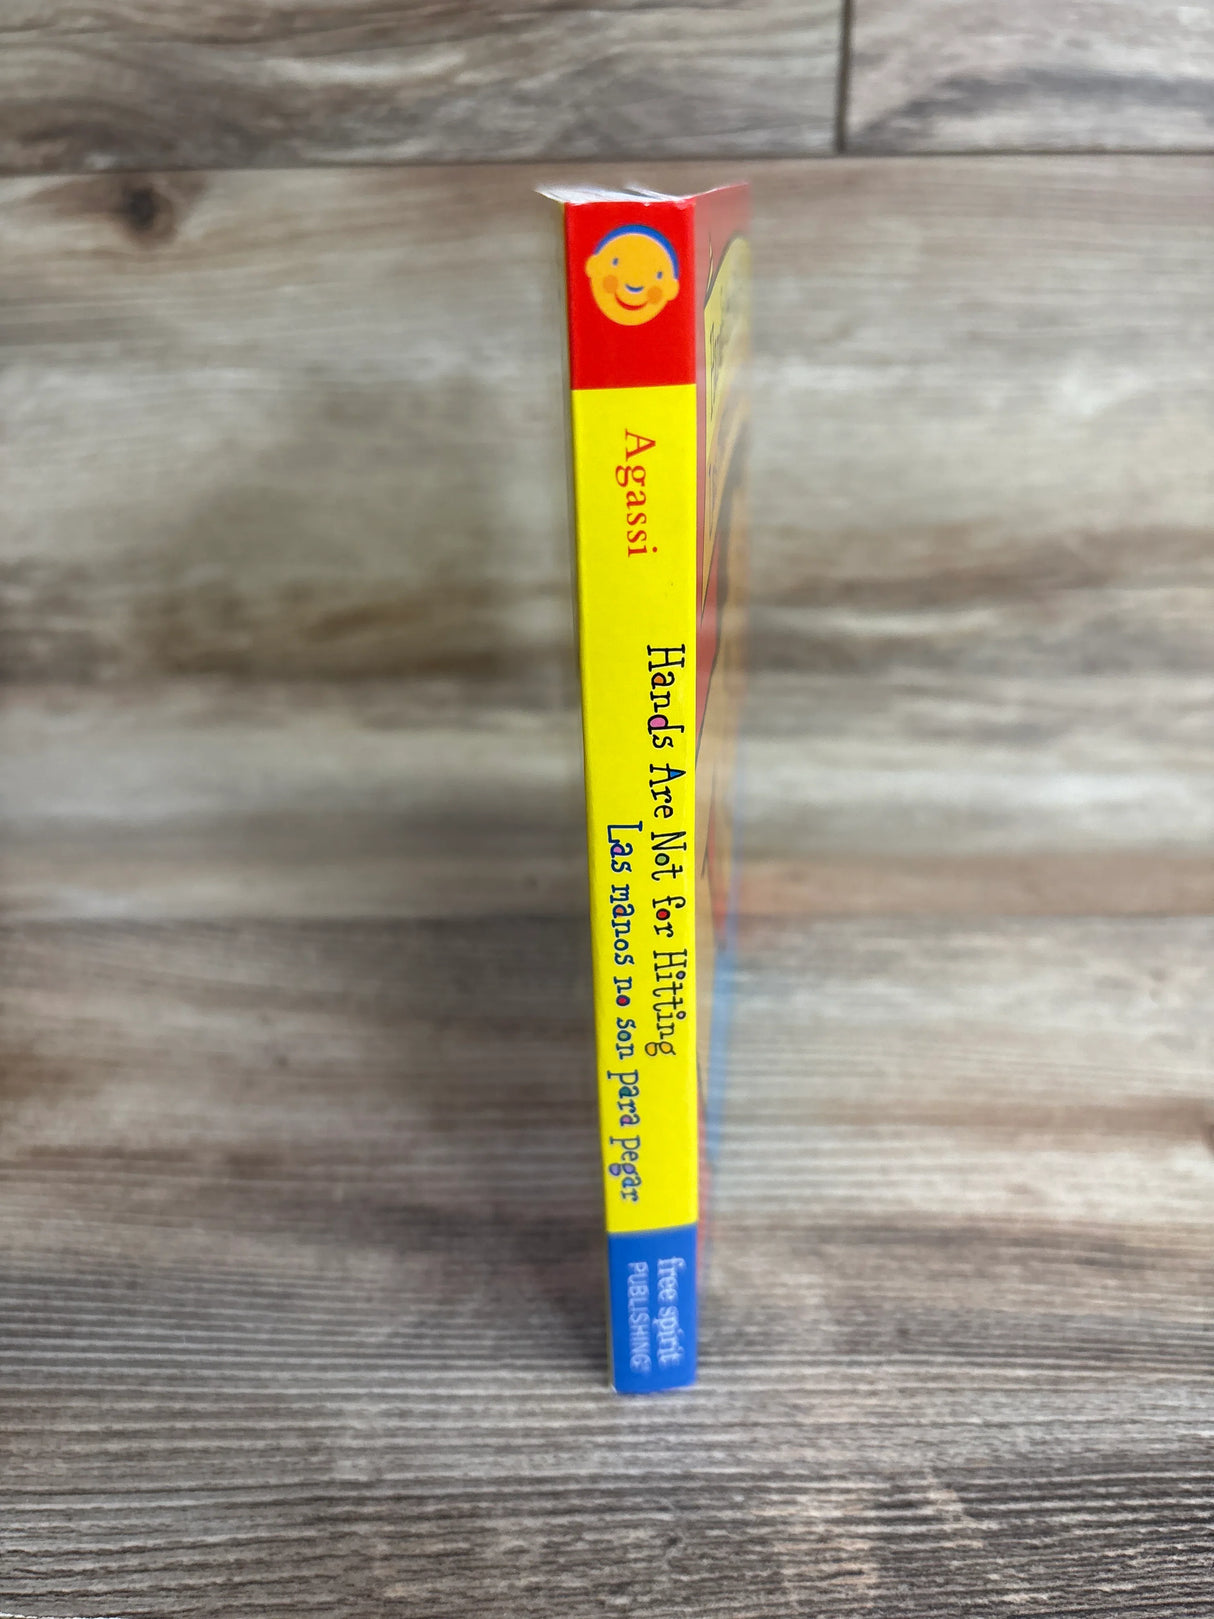 Agassi
Hands Are Not for Hitting
Las manos no son para pegar
free spirit
PUBLISHING®